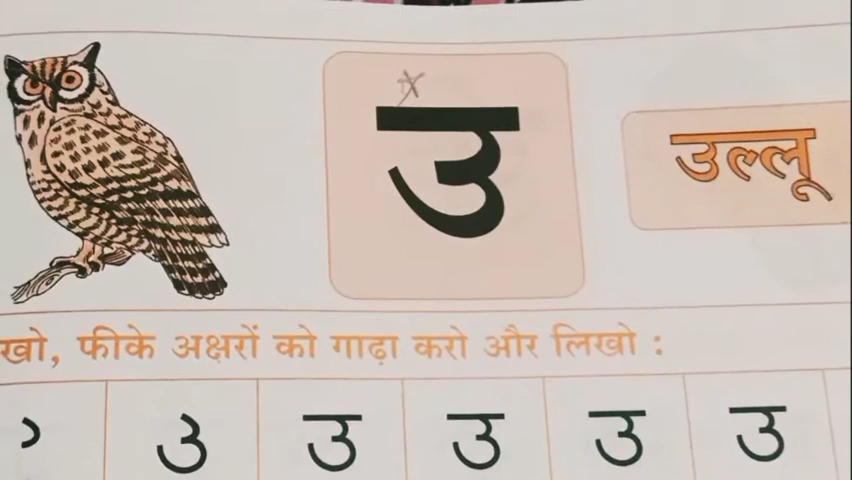 उ
उल्लू
खो, फीके अक्षरों को गाढ़ा करो और लिखो :
उ उ उ उ उ